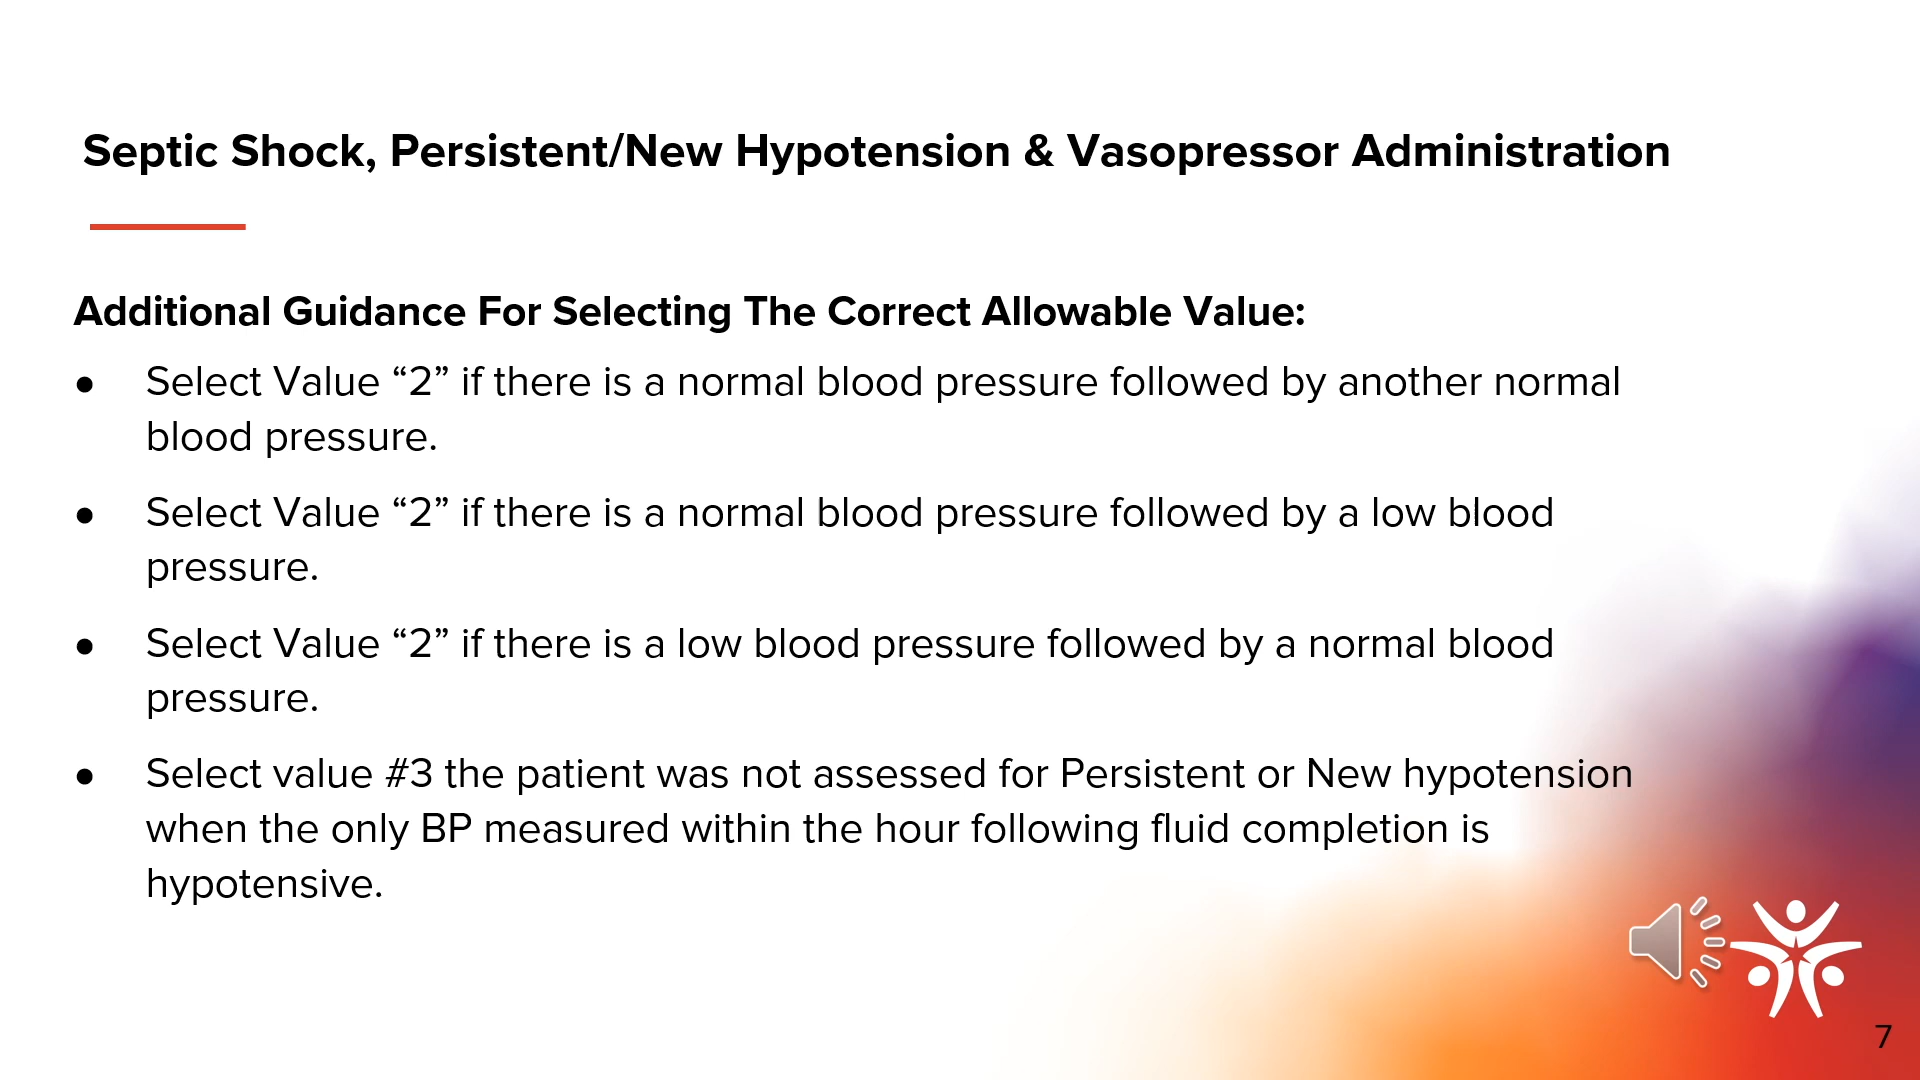 Septic Shock, Persistent/New Hypotension & Vasopressor Administration
Additional Guidance For Selecting The Correct Allowable Value:
● Select Value “2” if there is a normal blood pressure followed by another normal
blood pressure.
● Select Value “2” if there is a normal blood pressure followed by a low blood
pressure.
● Select Value “2” if there is a low blood pressure followed by a normal blood
pressure.
● Select value #3 the patient was not assessed for Persistent or New hypotension
when the only BP measured within the hour following fluid completion is
hypotensive.
7